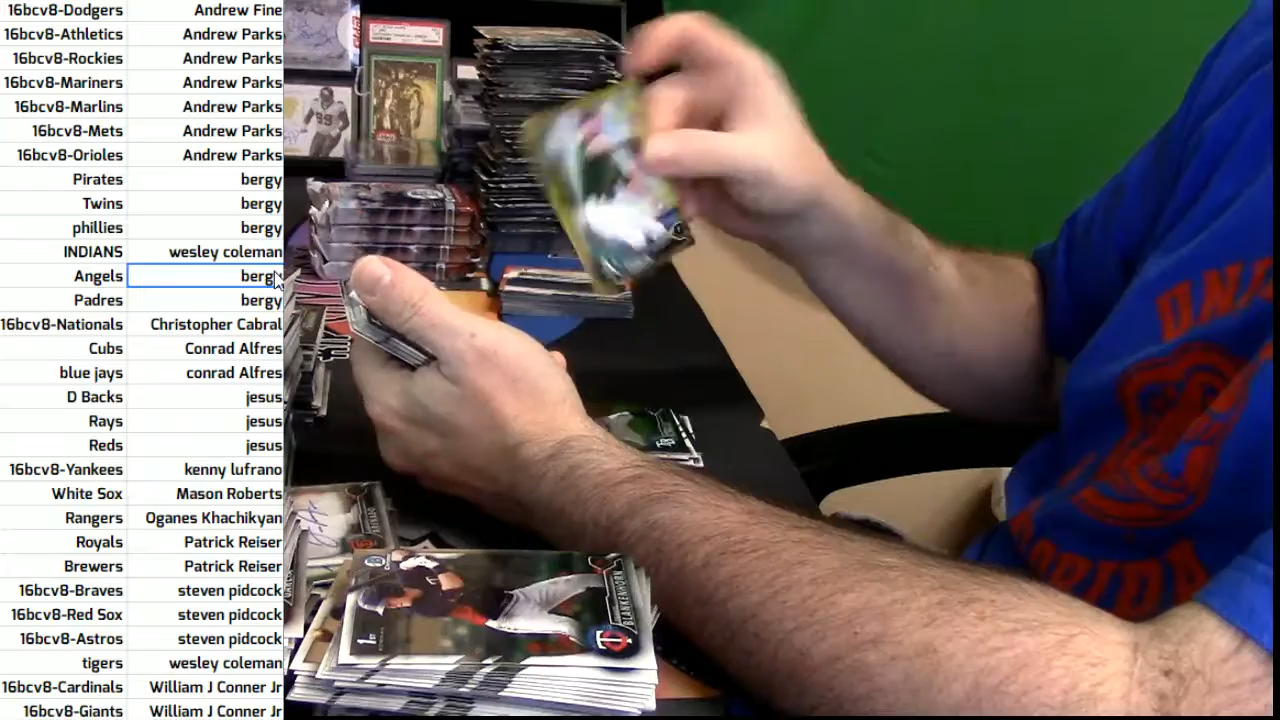 16bcv8-Dodgers Andrew Fine
16bcv8-Athletics Andrew Parks
16bcv8-Rockies Andrew Parks
16bcv8-Mariners Andrew Parks
16bcv8-Marlins Andrew Parks
16bcv8-Mets Andrew Parks
16bcv8-Orioles Andrew Parks
Pirates bergy
Twins bergy
phillies bergy
INDIANS wesley coleman
Angels bergy
Padres bergy
16bcv8-Nationals Christopher Cabral
Cubs Conrad Alfres
blue jays conrad Alfres
D Backs jesus
Rays jesus
Reds jesus
16bcv8-Yankees kenny lufrano
White Sox Mason Roberts
Rangers Oganes Khachikyan
Royals Patrick Reiser
Brewers Patrick Reiser
16bcv8-Braves steven pidcock
16bcv8-Red Sox steven pidcock
16bcv8-Astros steven pidcock
tigers wesley coleman
16bcv8-Cardinals William J Conner Jr
16bcv8-Giants William J Conner Jr
99
ARENADO
1ST
BLANKENHORN